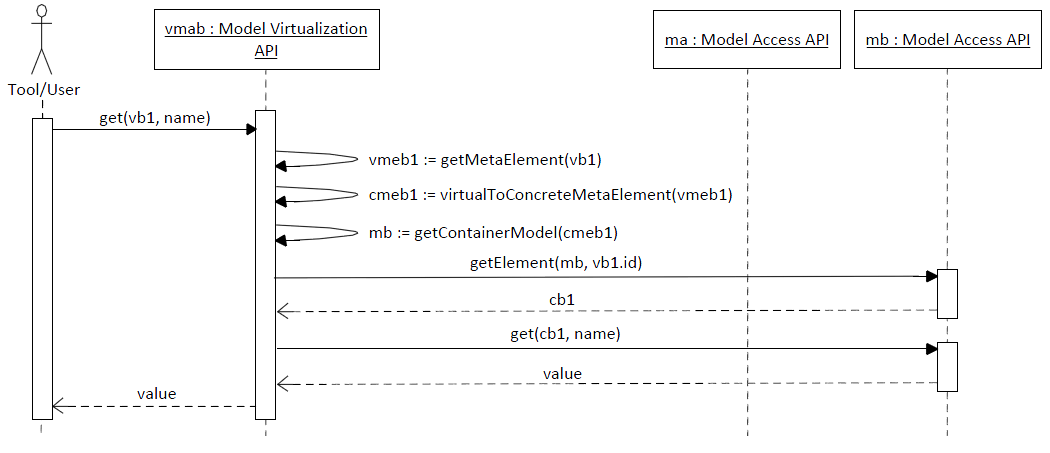 vmab : Model Virtualization
API
ma : Model Access API
mb : Model Access API
Tool/User
get(vb1, name)
vmeb1 := getMetaElement(vb1)
cmeb1 := virtualToConcreteMetaElement(vmeb1)
mb := getContainerModel(cmeb1)
getElement(mb, vb1.id)
cb1
get(cb1, name)
value
value